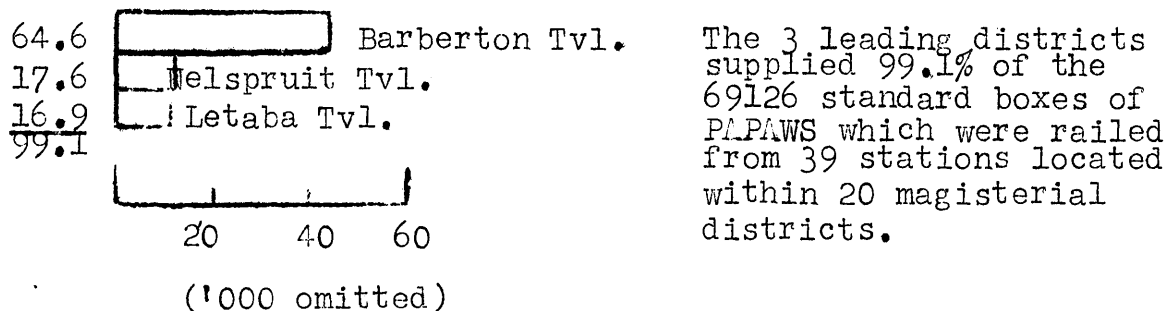 64.6 Barberton Tvl.
17.6 Nelspruit Tvl.
16.9 Letaba Tvl.
99.1
20 40 60
('000 omitted)
The 3 leading districts
supplied 99.1% of the
69126 standard boxes of
PAPAWS which were railed
from 39 stations located
within 20 magisterial
districts.